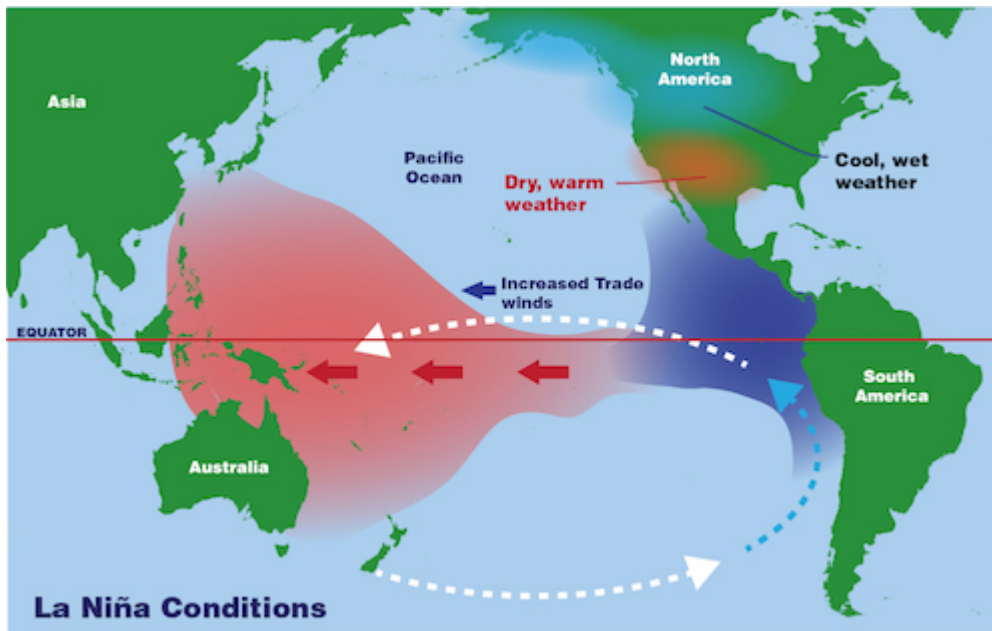 North
America
Asia
Pacific
Ocean
Cool, wet
weather
Dry, warm
weather
Increased Trade
winds
EQUATOR
South
America
Australia
La Niña Conditions